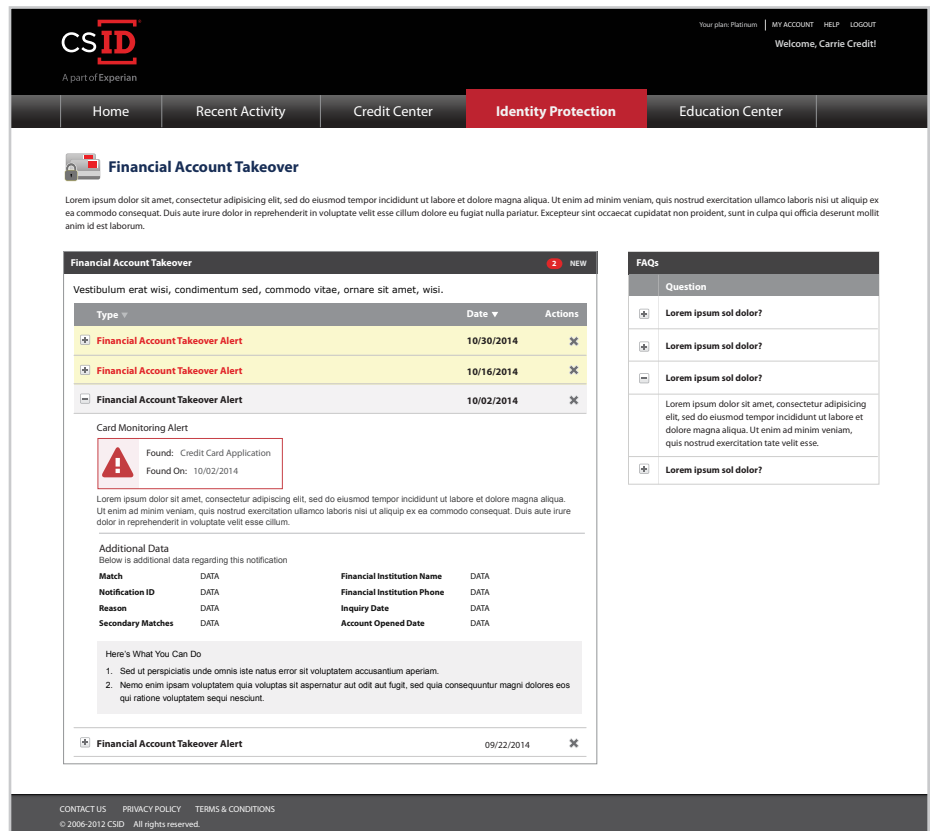 Your plan: Platinum MY ACCOUNT HELP LOGOUT
Welcome, Carrie Credit!
CSID
A part of Experian
Home Recent Activity Credit Center Identity Protection Education Center
Financial Account Takeover
Lorem ipsum dolor sit amet, consectetur adipisicing elit, sed do eiusmod tempor incididunt ut labore et dolore magna aliqua. Ut enim ad minim veniam, quis nostrud exercitation ullamco laboris nisi ut aliquip ex
ea commodo consequat. Duis aute irure dolor in reprehenderit in voluptate velit esse cillum dolore eu fugiat nulla pariatur. Excepteur sint occaecat cupidatat non proident, sunt in culpa qui officia deserunt mollit
anim id est laborum.
Financial Account Takeover 2 NEW
Vestibulum erat wisi, condimentum sed, commodo vitae, ornare sit amet, wisi.
Type Date Actions
Financial Account Takeover Alert 10/30/2014
Financial Account Takeover Alert 10/16/2014
Financial Account Takeover Alert 10/02/2014
Card Monitoring Alert
Found: Credit Card Application
Found On: 10/02/2014
Lorem ipsum dolor sit amet, consectetur adipiscing elit, sed do eiusmod tempor incididunt ut labore et dolore magna aliqua.
Ut enim ad minim veniam, quis nostrud exercitation ullamco laboris nisi ut aliquip ex ea commodo consequat. Duis aute irure
dolor in reprehenderit in voluptate velit esse cillum.
Additional Data
Below is additional data regarding this notification
Match DATA Financial Institution Name DATA
Notification ID DATA Financial Institution Phone DATA
Reason DATA Inquiry Date DATA
Secondary Matches DATA Account Opened Date DATA
Here's What You Can Do
1. Sed ut perspiciatis unde omnis iste natus error sit voluptatem accusantium aperiam.
2. Nemo enim ipsam voluptatem quia voluptas sit aspernatur aut odit aut fugit, sed quia consequuntur magni dolores eos
qui ratione voluptatem sequi nesciunt.
Financial Account Takeover Alert 09/22/2014
FAQs
Question
Lorem ipsum sol dolor?
Lorem ipsum sol dolor?
Lorem ipsum sol dolor?
Lorem ipsum dolor sit amet, consectetur adipisicing
elit, sed do eiusmod tempor incididunt ut labore et
dolore magna aliqua. Ut enim ad minim veniam,
quis nostrud exercitation tate velit esse.
Lorem ipsum sol dolor?
CONTACT US PRIVACY POLICY TERMS & CONDITIONS
© 2006-2012 CSID All rights reserved.